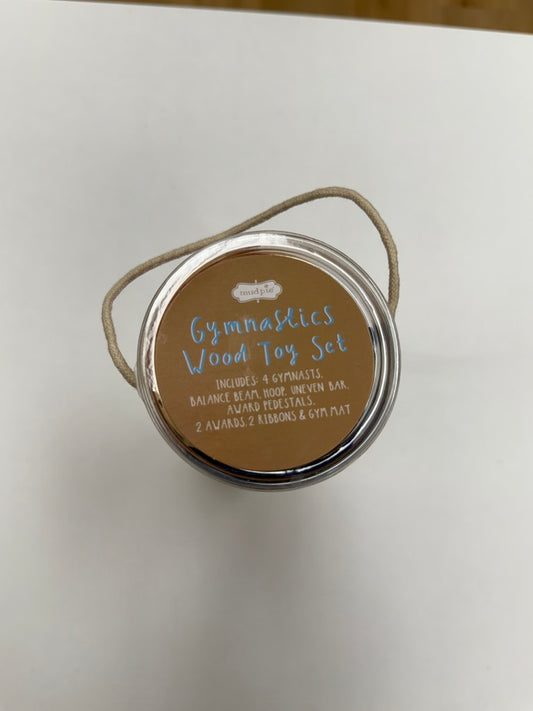 mudpie
Gymnastics
Wood Toy Set
INCLUDES: 4 GYMNASTS,
BALANCE BEAM, HOOP, UNEVEN BAR,
AWARD PEDESTALS,
2 AWARDS, 2 RIBBONS & GYM MAT